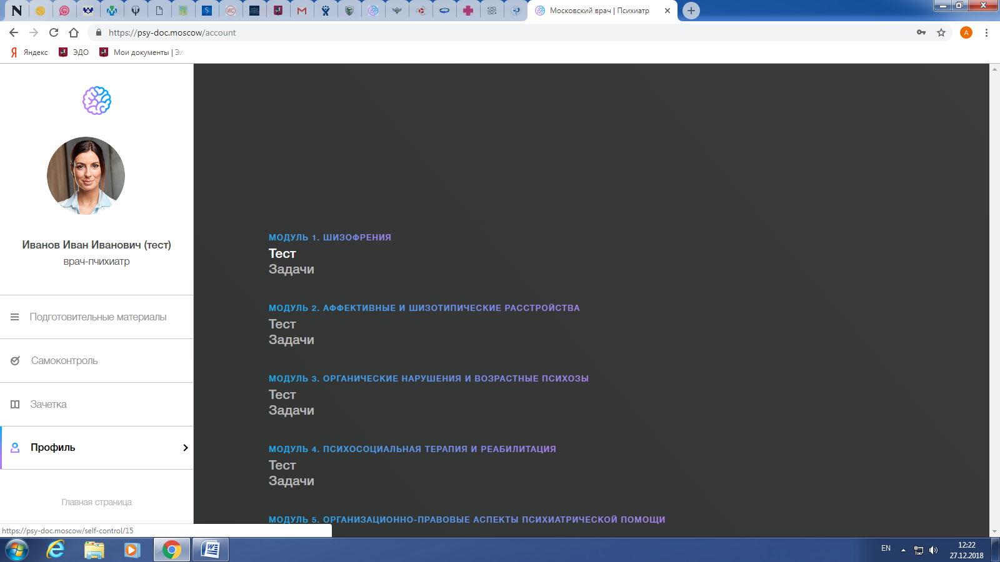 Московский врач | Психиатр
https://psy-doc.moscow/account
A
Яндекс
ЭДО
Мои документы | Эл
Иванов Иван Иванович (тест)
врач-пчихиатр
Подготовительные материалы
Самоконтроль
Зачетка
Профиль
Главная страница
МОДУЛЬ 1. ШИЗОФРЕНИЯ
Тест
Задачи
МОДУЛЬ 2. АФФЕКТИВНЫЕ И ШИЗОТИПИЧЕСКИЕ РАССТРОЙСТВА
Тест
Задачи
МОДУЛЬ 3. ОРГАНИЧЕСКИЕ НАРУШЕНИЯ И ВОЗРАСТНЫЕ ПСИХОЗЫ
Тест
Задачи
МОДУЛЬ 4. ПСИХОСОЦИАЛЬНАЯ ТЕРАПИЯ И РЕАБИЛИТАЦИЯ
Тест
Задачи
МОДУЛЬ 5. ОРГАНИЗАЦИОННО-ПРАВОВЫЕ АСПЕКТЫ ПСИХИАТРИЧЕСКОЙ ПОМОЩИ
https://psy-doc.moscow/self-control/15
EN
12:22
27.12.2018